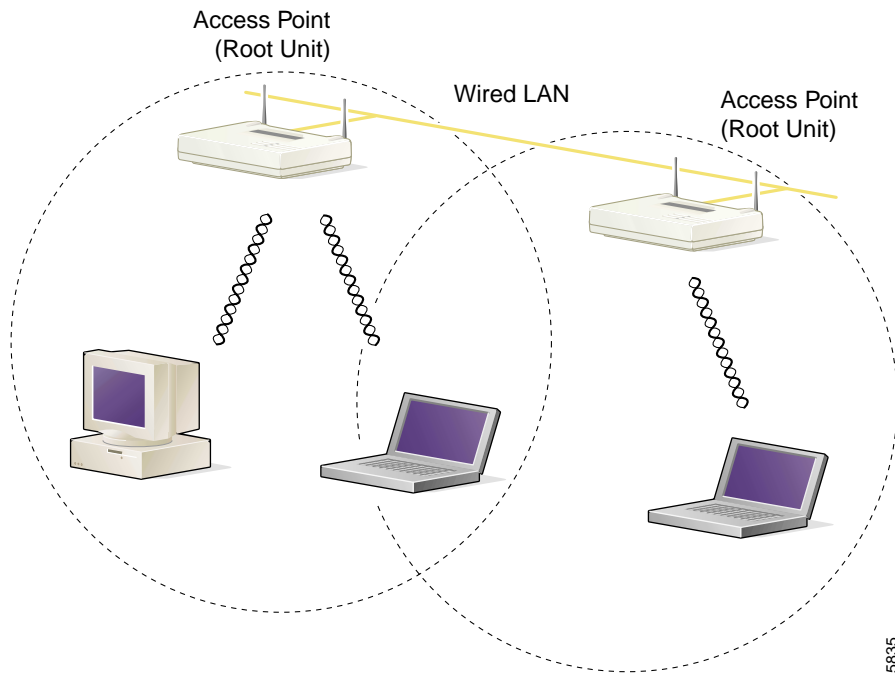 Access Point
(Root Unit)
Wired LAN
Access Point
(Root Unit)
5835